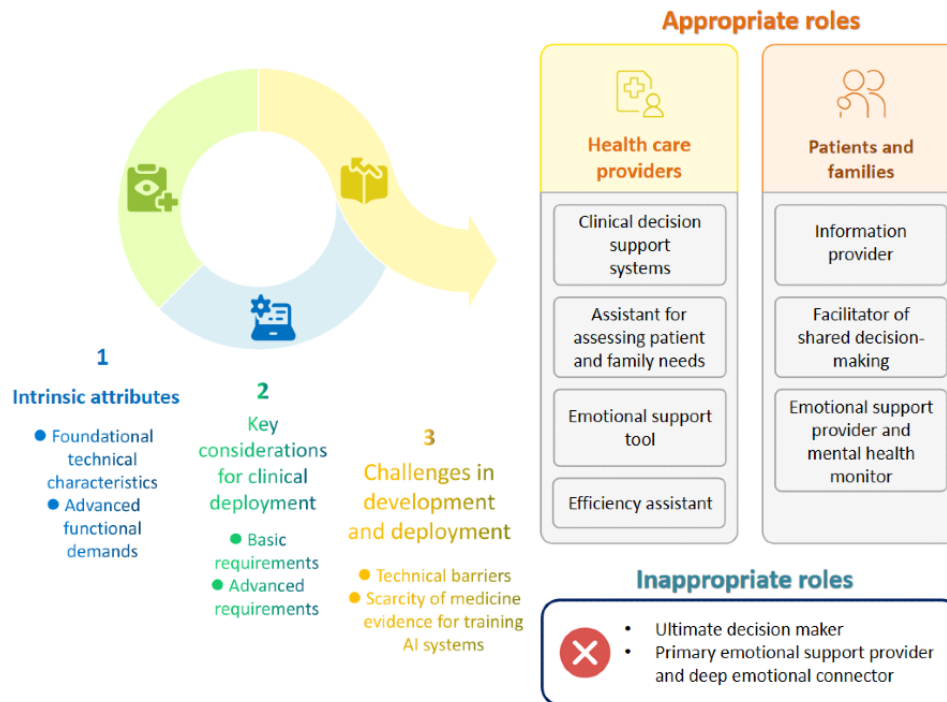 1
Intrinsic attributes
● Foundational
technical
characteristics
● Advanced
functional
demands
2
Key
considerations
for clinical
deployment
● Basic
requirements
● Advanced
requirements
3
Challenges in
development
and deployment
● Technical barriers
● Scarcity of medicine
evidence for training
AI systems
Appropriate roles
Health care
providers
Clinical decision
support
systems
Assistant for
assessing patient
and family needs
Emotional support
tool
Efficiency assistant
Patients and
families
Information
provider
Facilitator of
shared decision-
making
Emotional support
provider and
mental health
monitor
Inappropriate roles
• Ultimate decision maker
• Primary emotional support provider
and deep emotional connector